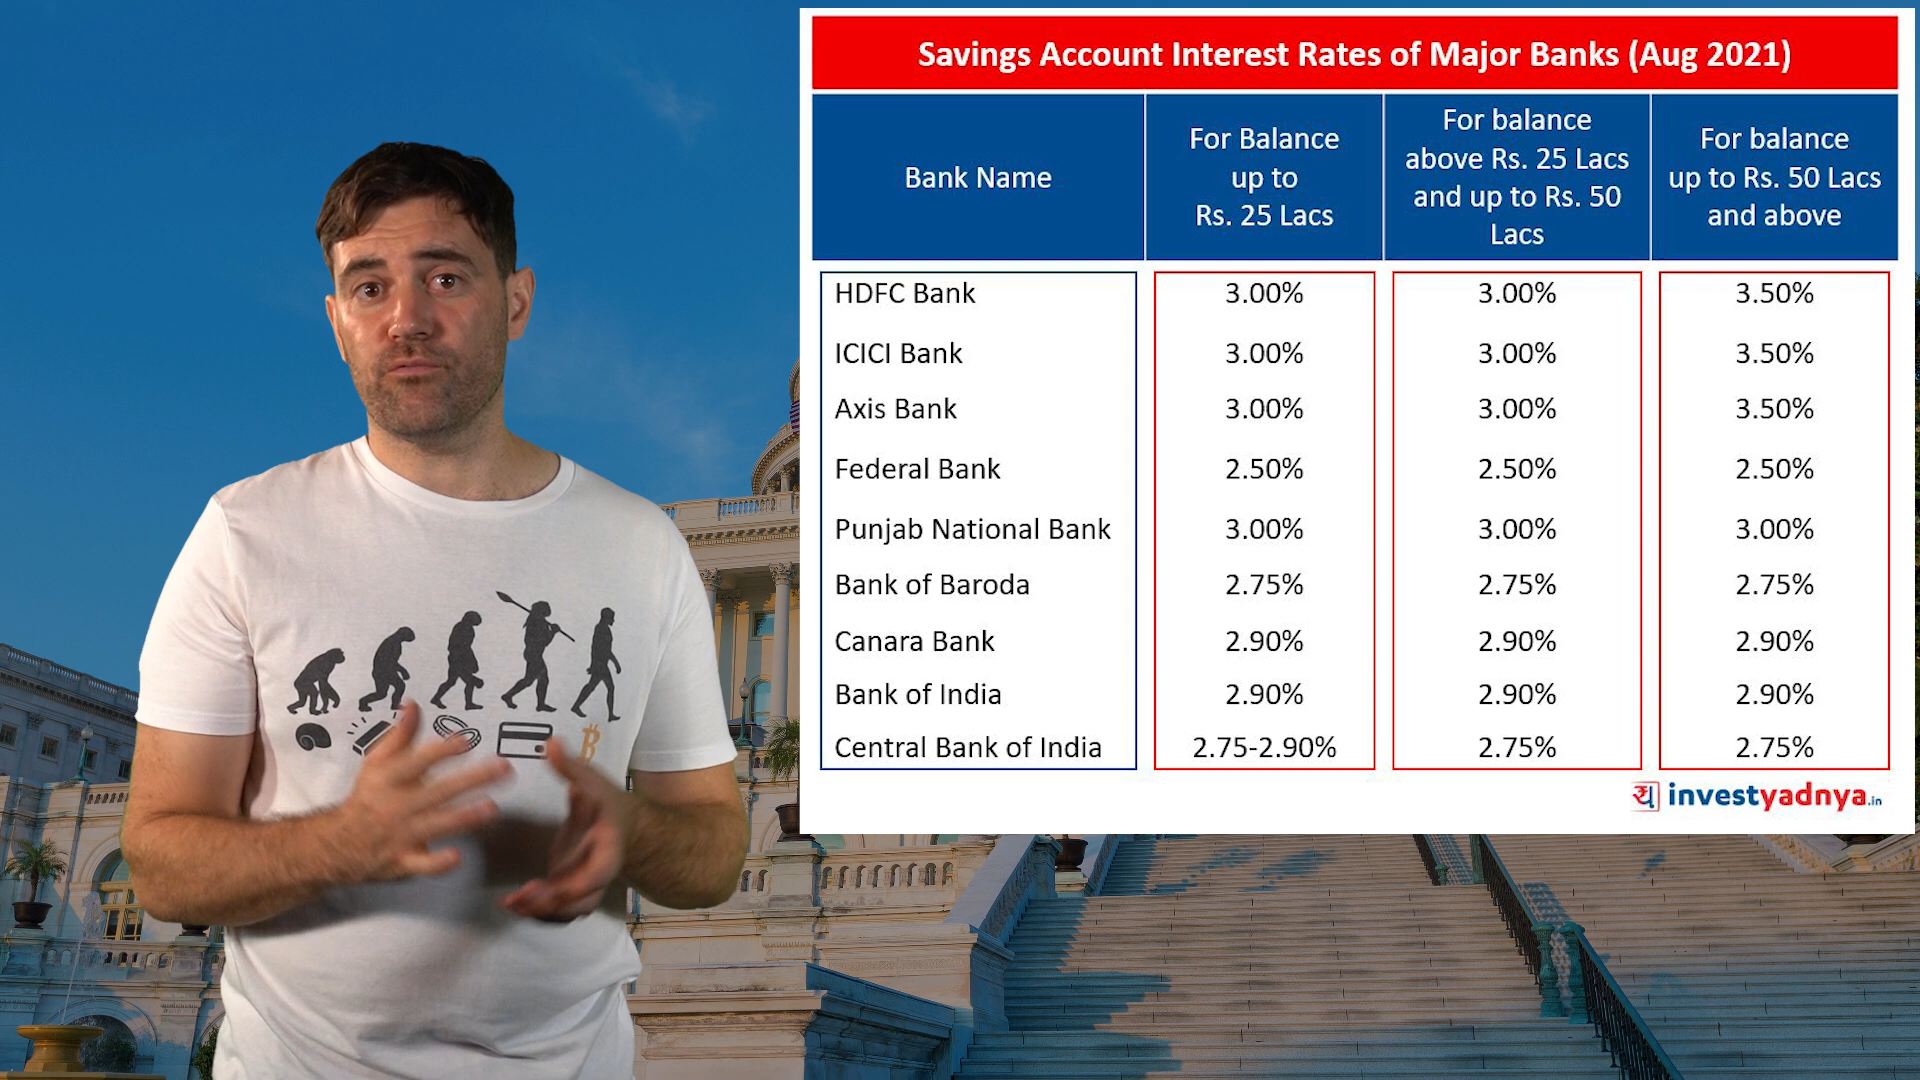 Savings Account Interest Rates of Major Banks (Aug 2021)
Bank Name
For Balance
up to
Rs. 25 Lacs
For balance
above Rs. 25 Lacs
and up to Rs. 50
Lacs
For balance
up to Rs. 50 Lacs
and above
HDFC Bank 3.00% 3.00% 3.50%
ICICI Bank 3.00% 3.00% 3.50%
Axis Bank 3.00% 3.00% 3.50%
Federal Bank 2.50% 2.50% 2.50%
Punjab National Bank 3.00% 3.00% 3.00%
Bank of Baroda 2.75% 2.75% 2.75%
Canara Bank 2.90% 2.90% 2.90%
Bank of India 2.90% 2.90% 2.90%
Central Bank of India 2.75-2.90% 2.75% 2.75%
investyadnya.in